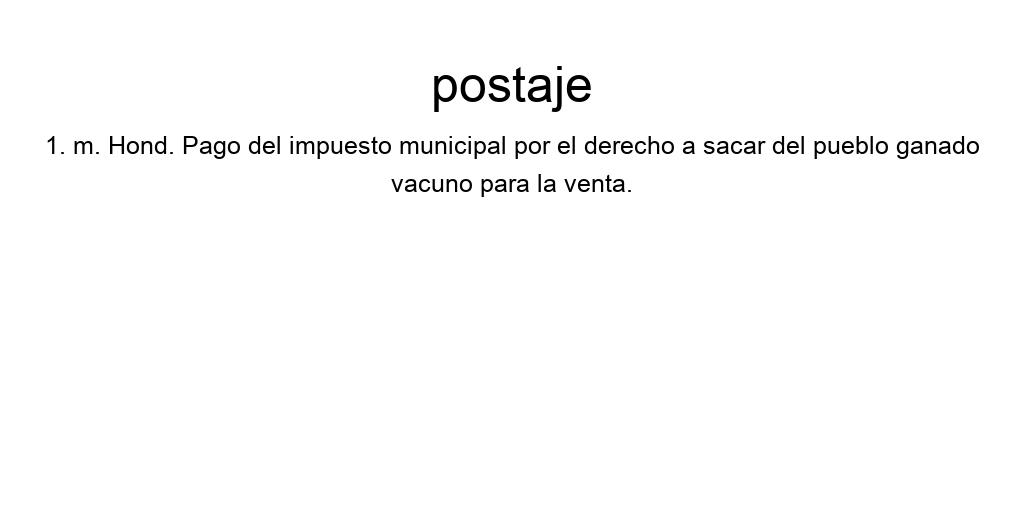 postaje
1. m. Hond. Pago del impuesto municipal por el derecho a sacar del pueblo ganado
vacuno para la venta.